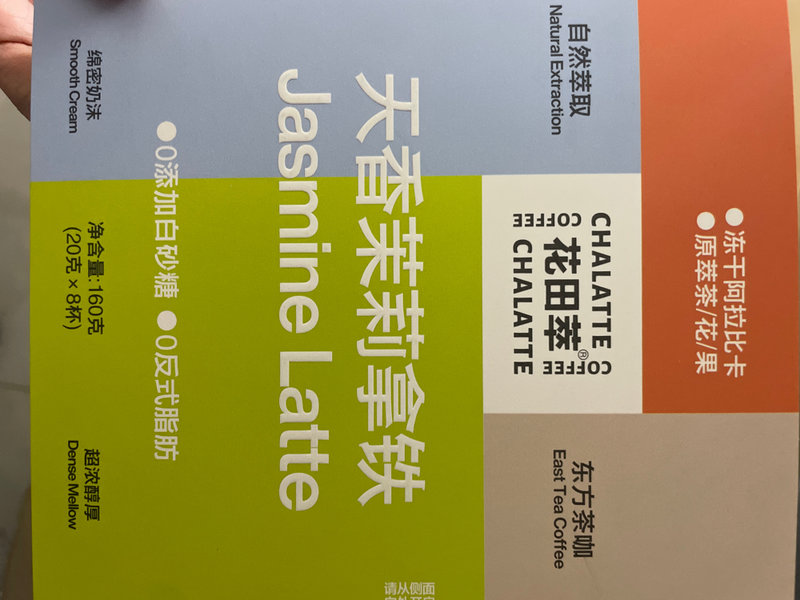 ● 冻干阿拉比卡
● 原萃茶/花/果
自然萃取
Natural Extraction
CHALATTE
COFFEE
花田萃®
COFFEE
CHALATTE
COFFEE
COFFEE
东方茶咖
East Tea Coffee
天香茉莉拿铁
Jasmine Latte
●0添加白砂糖 ●0反式脂肪
绵密奶沫
Smooth Cream
净含量:160克
(20克×8杯)
超浓醇厚
Dense Mellow
请从侧面